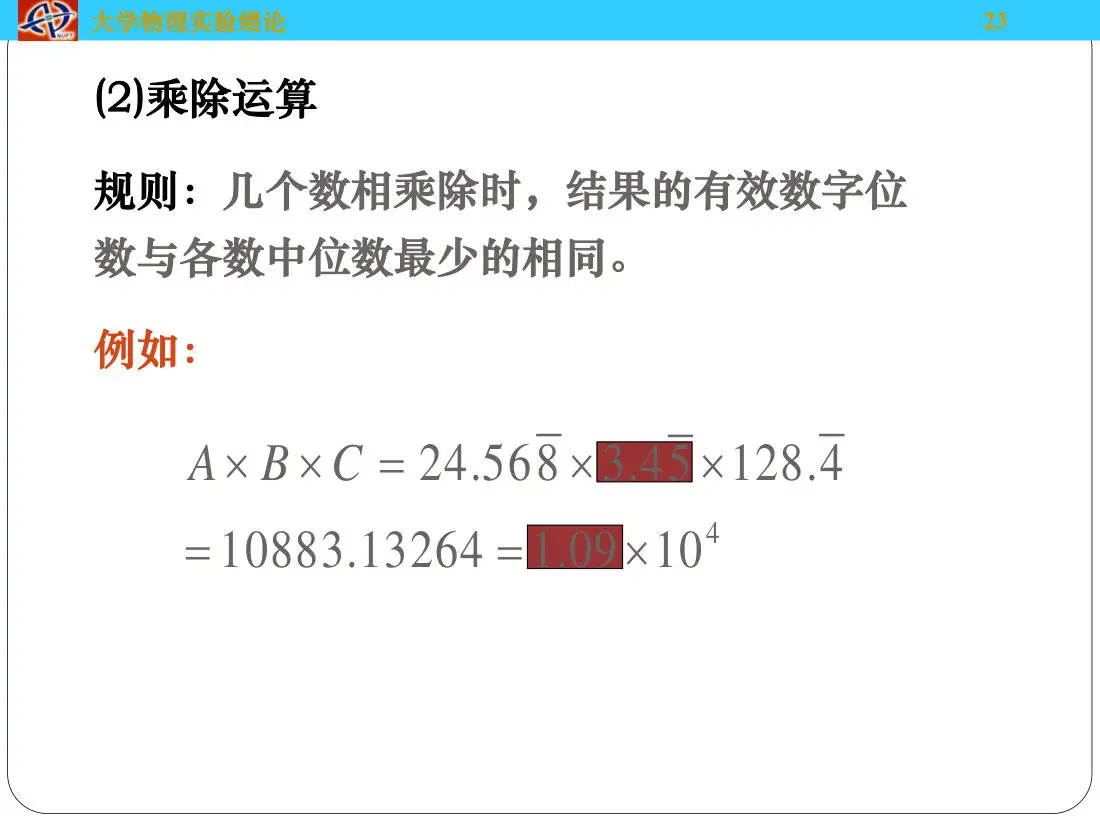 大学物理实验绪论 23
NUPT
(2)乘除运算
规则：几个数相乘除时，结果的有效数字位
数与各数中位数最少的相同。
例如：
A × B × C = 24.568̅ × 3.45̅ × 128.4̅
= 10883.13264 = 1.09 × 10⁴